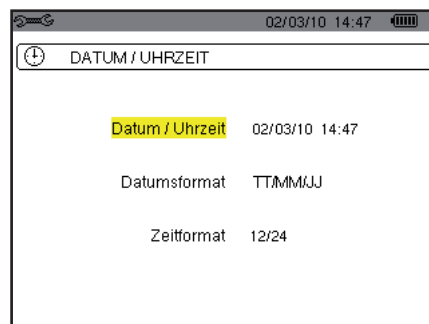 02/03/10 14:47
DATUM / UHRZEIT
Datum / Uhrzeit 02/03/10 14:47
Datumsformat TT/MM/JJ
Zeitformat 12/24